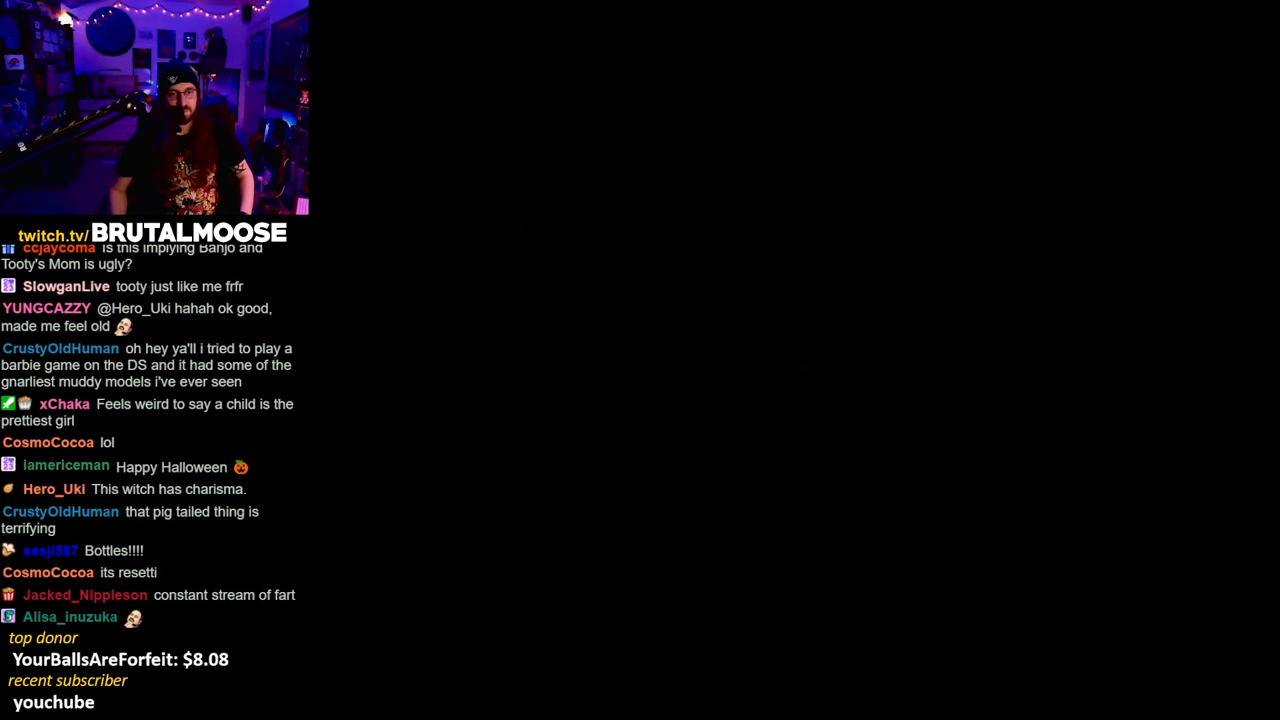 twitch.tv/BRUTALMOOSE
ccjaycoma Is this implying Banjo and
Tooty's Mom is ugly?
SlowganLive tooty just like me frfr
YUNGCAZZY @Hero_Uki hahah ok good,
made me feel old
CrustyOldHuman oh hey ya'll i tried to play a
barbie game on the DS and it had some of the
gnarliest muddy models i've ever seen
xChaka Feels weird to say a child is the
prettiest girl
CosmoCocoa lol
iamericeman Happy Halloween 🎃
Hero_Uki This witch has charisma.
CrustyOldHuman that pig tailed thing is
terrifying
sesji587 Bottles!!!!
CosmoCocoa its resetti
Jacked_Nippleson constant stream of fart
Alisa_inuzuka
top donor
YourBallsAreForfeit: $8.08
recent subscriber
youchube